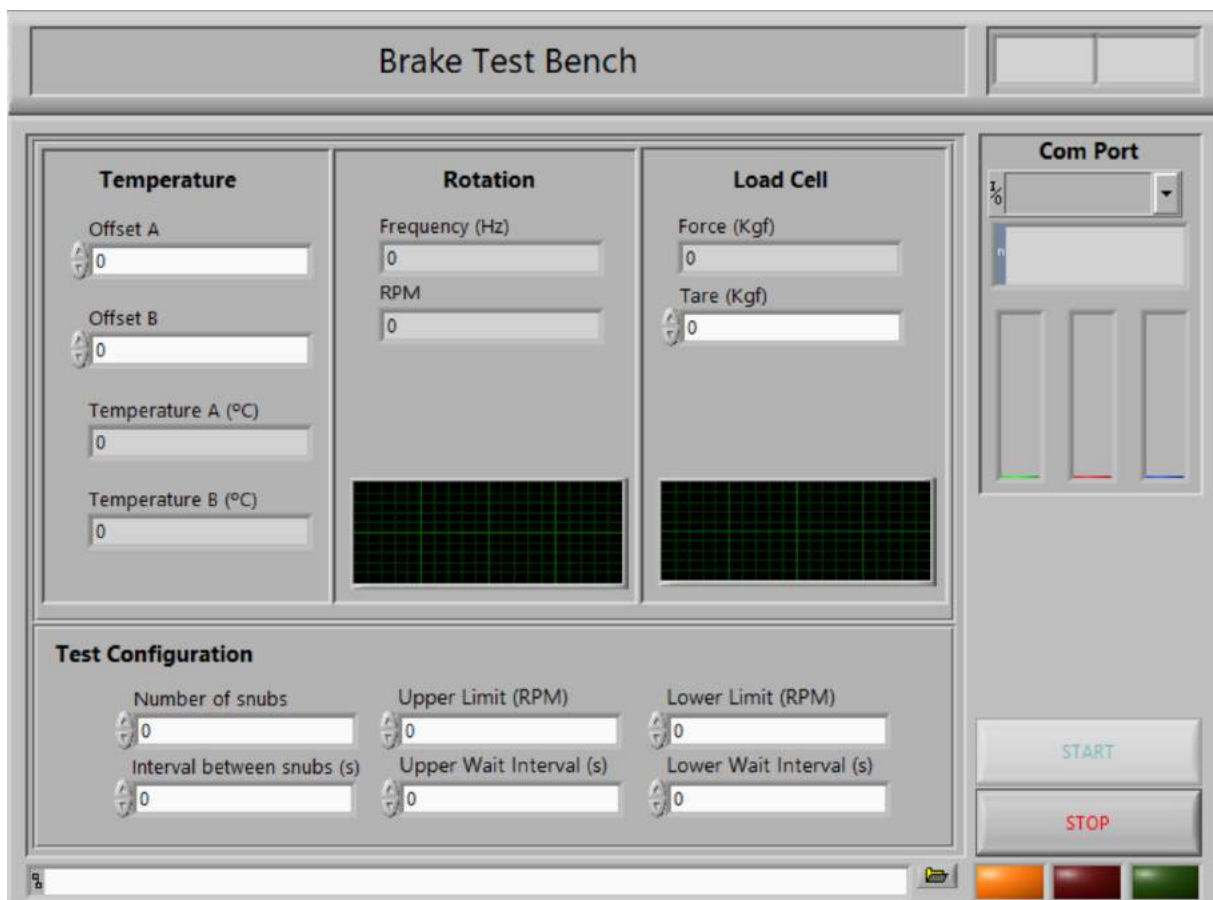 Brake Test Bench
Temperature
Offset A
0
Offset B
0
Temperature A (ºC)
0
Temperature B (ºC)
0
Rotation
Frequency (Hz)
0
RPM
0
Load Cell
Force (Kgf)
0
Tare (Kgf)
0
Com Port
I/O
n
Test Configuration
Number of snubs
0
Upper Limit (RPM)
0
Lower Limit (RPM)
0
Interval between snubs (s)
0
Upper Wait Interval (s)
0
Lower Wait Interval (s)
0
START
STOP